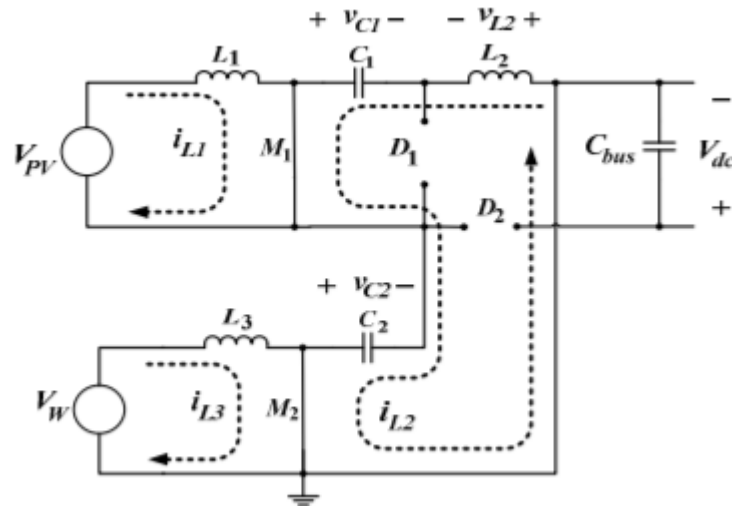 + vC1 − − vL2 +
L1 C1 L2
VPV iL1 M1 D1 Cbus − Vdc +
D2
+ vC2 −
L3 C2
VW iL3 M2 iL2